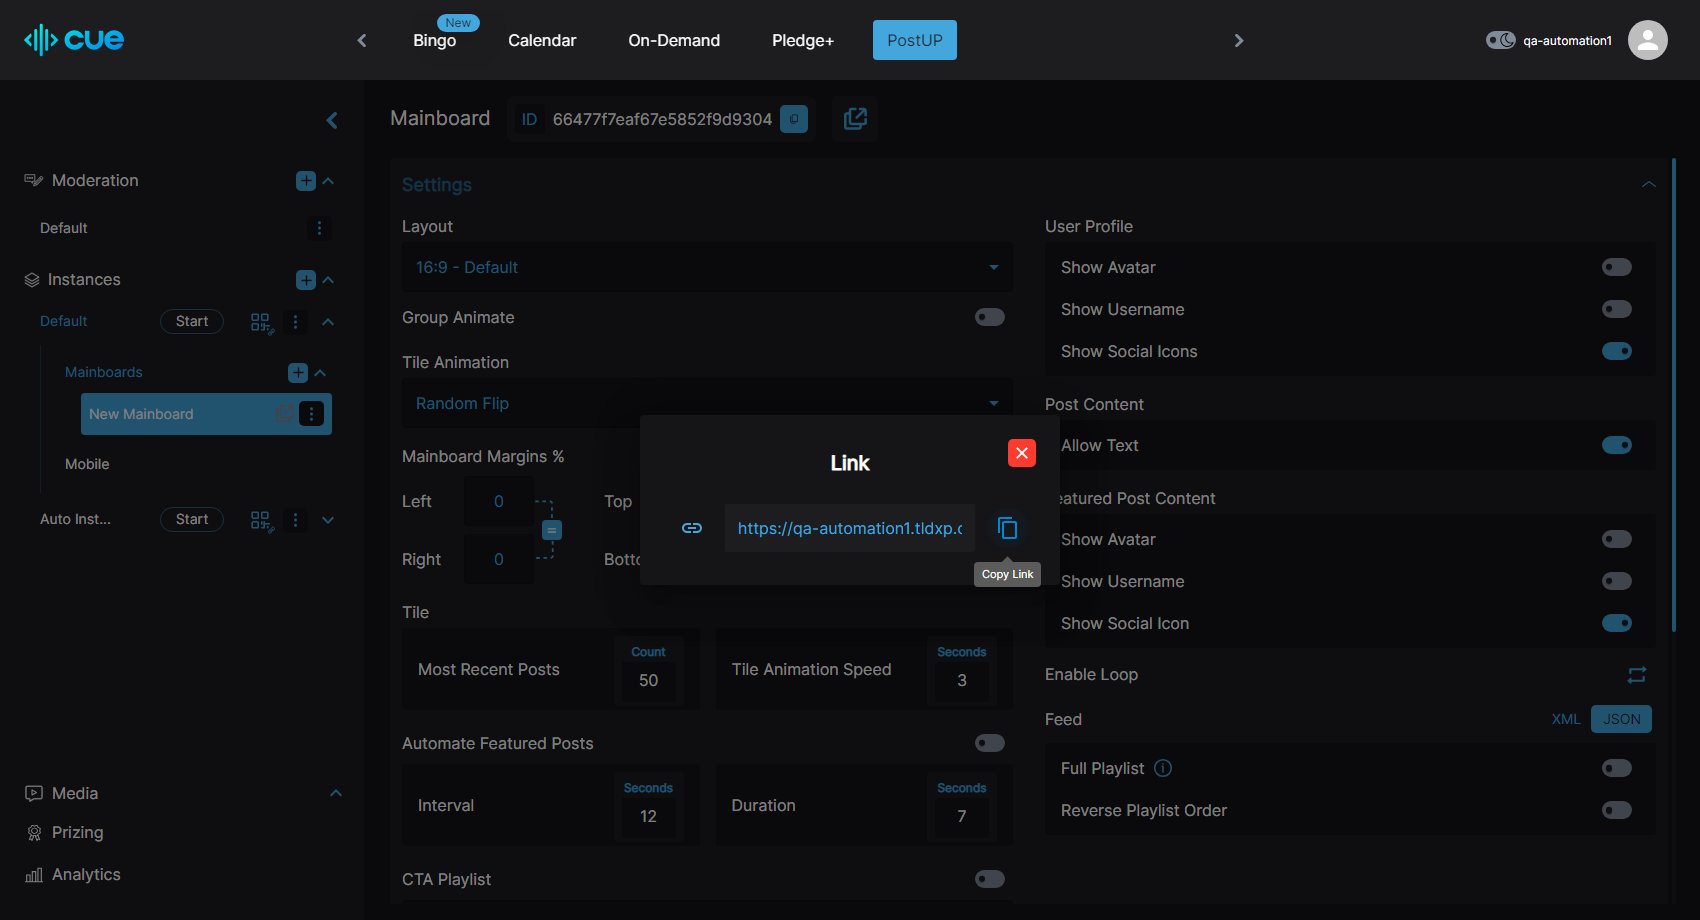 cue
New
Bingo
Calendar
On-Demand
Pledge+
PostUP
qa-automation1
Mainboard
ID
66477f7eaf67e5852f9d9304
Moderation
Default
Instances
Default
Start
Mainboards
New Mainboard
Mobile
Auto Inst...
Start
Media
Prizing
Analytics
Settings
Layout
16:9 - Default
Group Animate
Tile Animation
Random Flip
Mainboard Margins %
Left
0
Top
=
Right
0
Botto
Tile
Most Recent Posts
Count
50
Tile Animation Speed
Seconds
3
Automate Featured Posts
Interval
Seconds
12
Duration
Seconds
7
CTA Playlist
User Profile
Show Avatar
Show Username
Show Social Icons
Post Content
Allow Text
eatured Post Content
Show Avatar
Show Username
Show Social Icon
Enable Loop
Feed
XML
JSON
Full Playlist
Reverse Playlist Order
Link
https://qa-automation1.tldxp.c
Copy Link